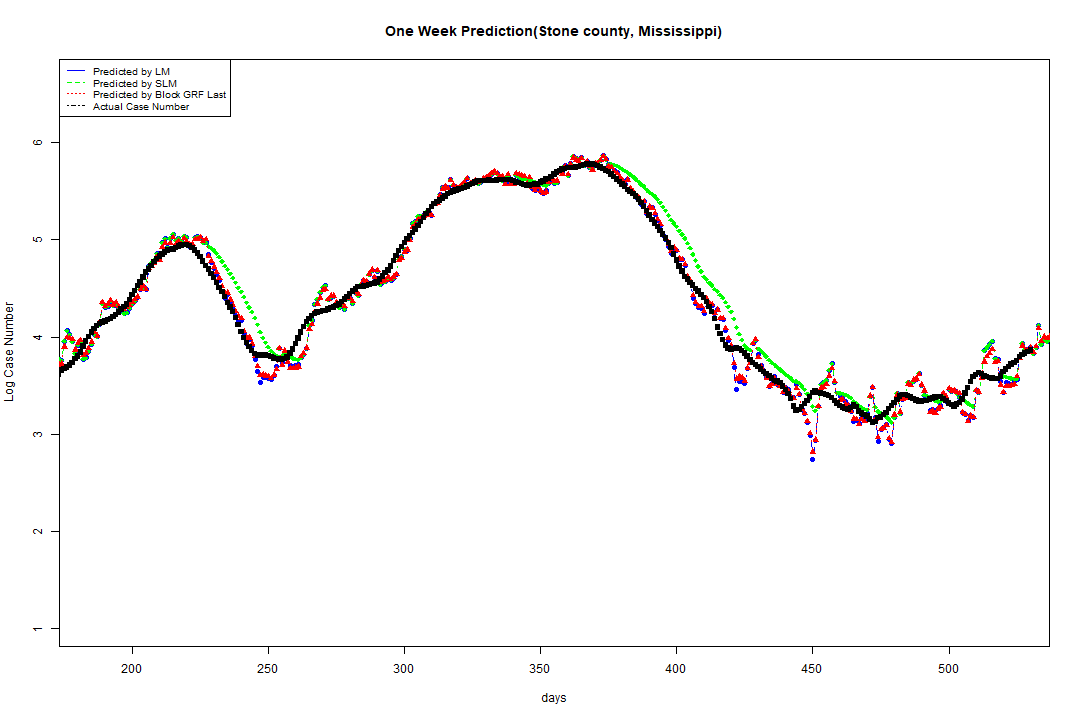 One Week Prediction(Stone county, Mississippi)
Predicted by LM
Predicted by SLM
Predicted by Block GRF Last
Actual Case Number
Log Case Number
6
5
4
3
2
1
200 250 300 350 400 450 500
days